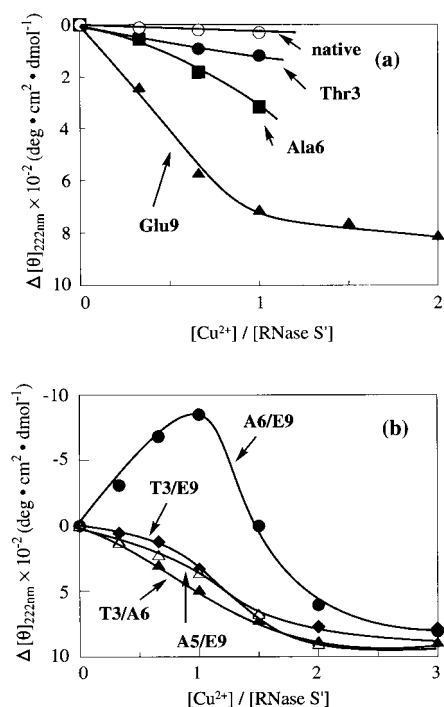 0
2
4
6
8
10
Δ [θ]222nm × 10-2 (deg • cm2 • dmol-1)
(a)
native
Thr3
Ala6
Glu9
0
1
2
[Cu2+] / [RNase S']
-10
-5
0
5
10
Δ [θ]222nm × 10-2 (deg • cm2 • dmol-1)
(b)
A6/E9
T3/E9
T3/A6
A5/E9
0
1
2
3
[Cu2+] / [RNase S']